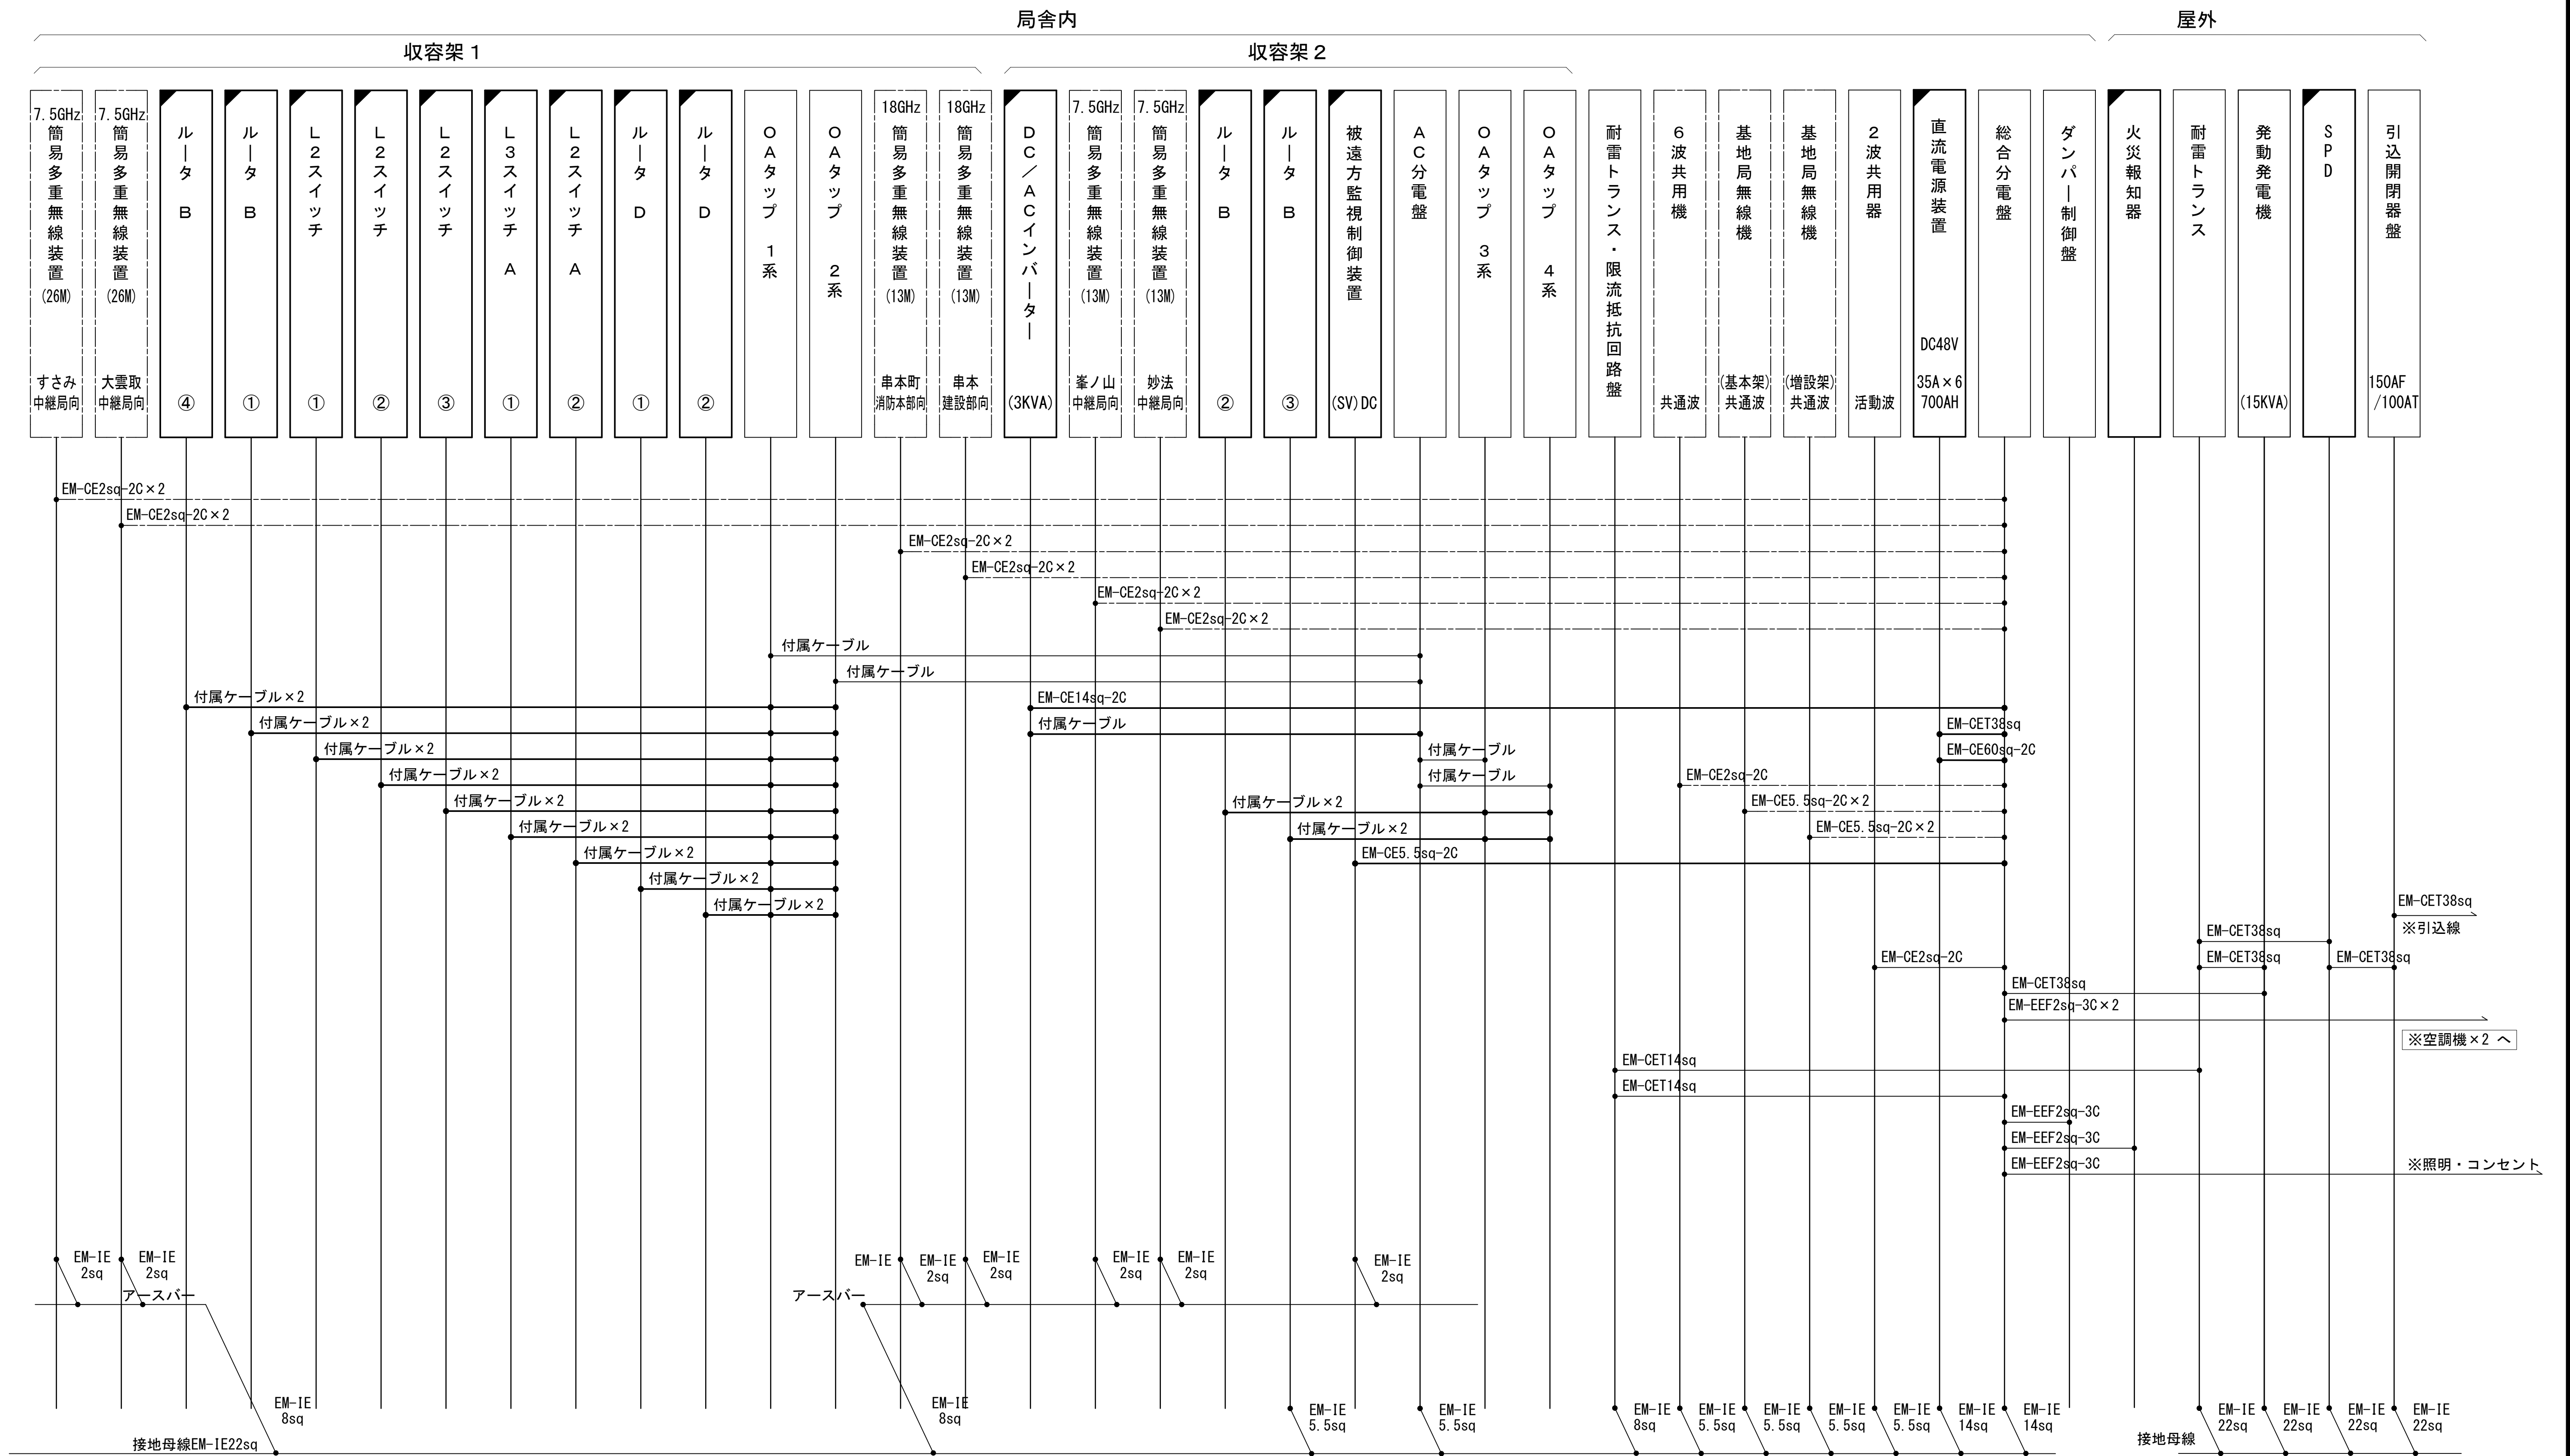 局舎内
屋外
収容架１
収容架２
7.5GHz
簡易多重無線装置
(26M)
すさみ
中継局向
7.5GHz
簡易多重無線装置
(26M)
大雲取
中継局向
ルータ B
④
ルータ B
①
L2スイッチ
①
L2スイッチ
②
L2スイッチ
③
L3スイッチ A
①
L2スイッチ A
②
ルータ D
①
ルータ D
②
OAタップ 1系
OAタップ 2系
18GHz
簡易多重無線装置
(13M)
串本町
消防本部向
18GHz
簡易多重無線装置
(13M)
串本
建設部向
DC／ACインバーター
(3KVA)
7.5GHz
簡易多重無線装置
(13M)
峯ノ山
中継局向
7.5GHz
簡易多重無線装置
(13M)
妙法
中継局向
ルータ B
②
ルータ B
③
被遠方監視制御装置
(SV)DC
AC分電盤
OAタップ 3系
OAタップ 4系
耐雷トランス・限流抵抗回路盤
6波共用機
共通波
基地局無線機
(基本架)
共通波
基地局無線機
(増設架)
共通波
2波共用器
活動波
直流電源装置
DC48V
35A×6
700AH
総合分電盤
ダンパー制御盤
火災報知器
耐雷トランス
発動発電機
(15KVA)
SPD
引込開閉器盤
150AF
/100AT
EM-CE2sq-2C×2
EM-CE2sq-2C×2
EM-CE2sq-2C×2
EM-CE2sq-2C×2
EM-CE2sq-2C×2
EM-CE2sq-2C×2
付属ケーブル
付属ケーブル
付属ケーブル×2
EM-CE14sq-2C
付属ケーブル×2
付属ケーブル
EM-CET38sq
付属ケーブル×2
付属ケーブル
EM-CE60sq-2C
付属ケーブル×2
付属ケーブル
EM-CE2sq-2C
付属ケーブル×2
付属ケーブル×2
EM-CE5.5sq-2C×2
付属ケーブル×2
付属ケーブル×2
EM-CE5.5sq-2C×2
付属ケーブル×2
EM-CE5.5sq-2C
付属ケーブル×2
付属ケーブル×2
EM-CET38sq
※引込線
EM-CET38sq
EM-CE2sq-2C
EM-CET38sq
EM-CET38sq
EM-CET38sq
EM-EEF2sq-3C×2
※空調機×2 へ
EM-CET14sq
EM-CET14sq
EM-EEF2sq-3C
EM-EEF2sq-3C
EM-EEF2sq-3C
※照明・コンセント
EM-IE
2sq
EM-IE
2sq
アースバー
EM-IE
EM-IE
2sq
EM-IE
2sq
EM-IE
2sq
EM-IE
2sq
EM-IE
2sq
アースバー
EM-IE
8sq
EM-IE
8sq
EM-IE
5.5sq
EM-IE
5.5sq
EM-IE
8sq
EM-IE
5.5sq
EM-IE
5.5sq
EM-IE
5.5sq
EM-IE
5.5sq
EM-IE
14sq
EM-IE
14sq
EM-IE
22sq
EM-IE
22sq
EM-IE
22sq
EM-IE
22sq
接地母線EM-IE22sq
接地母線